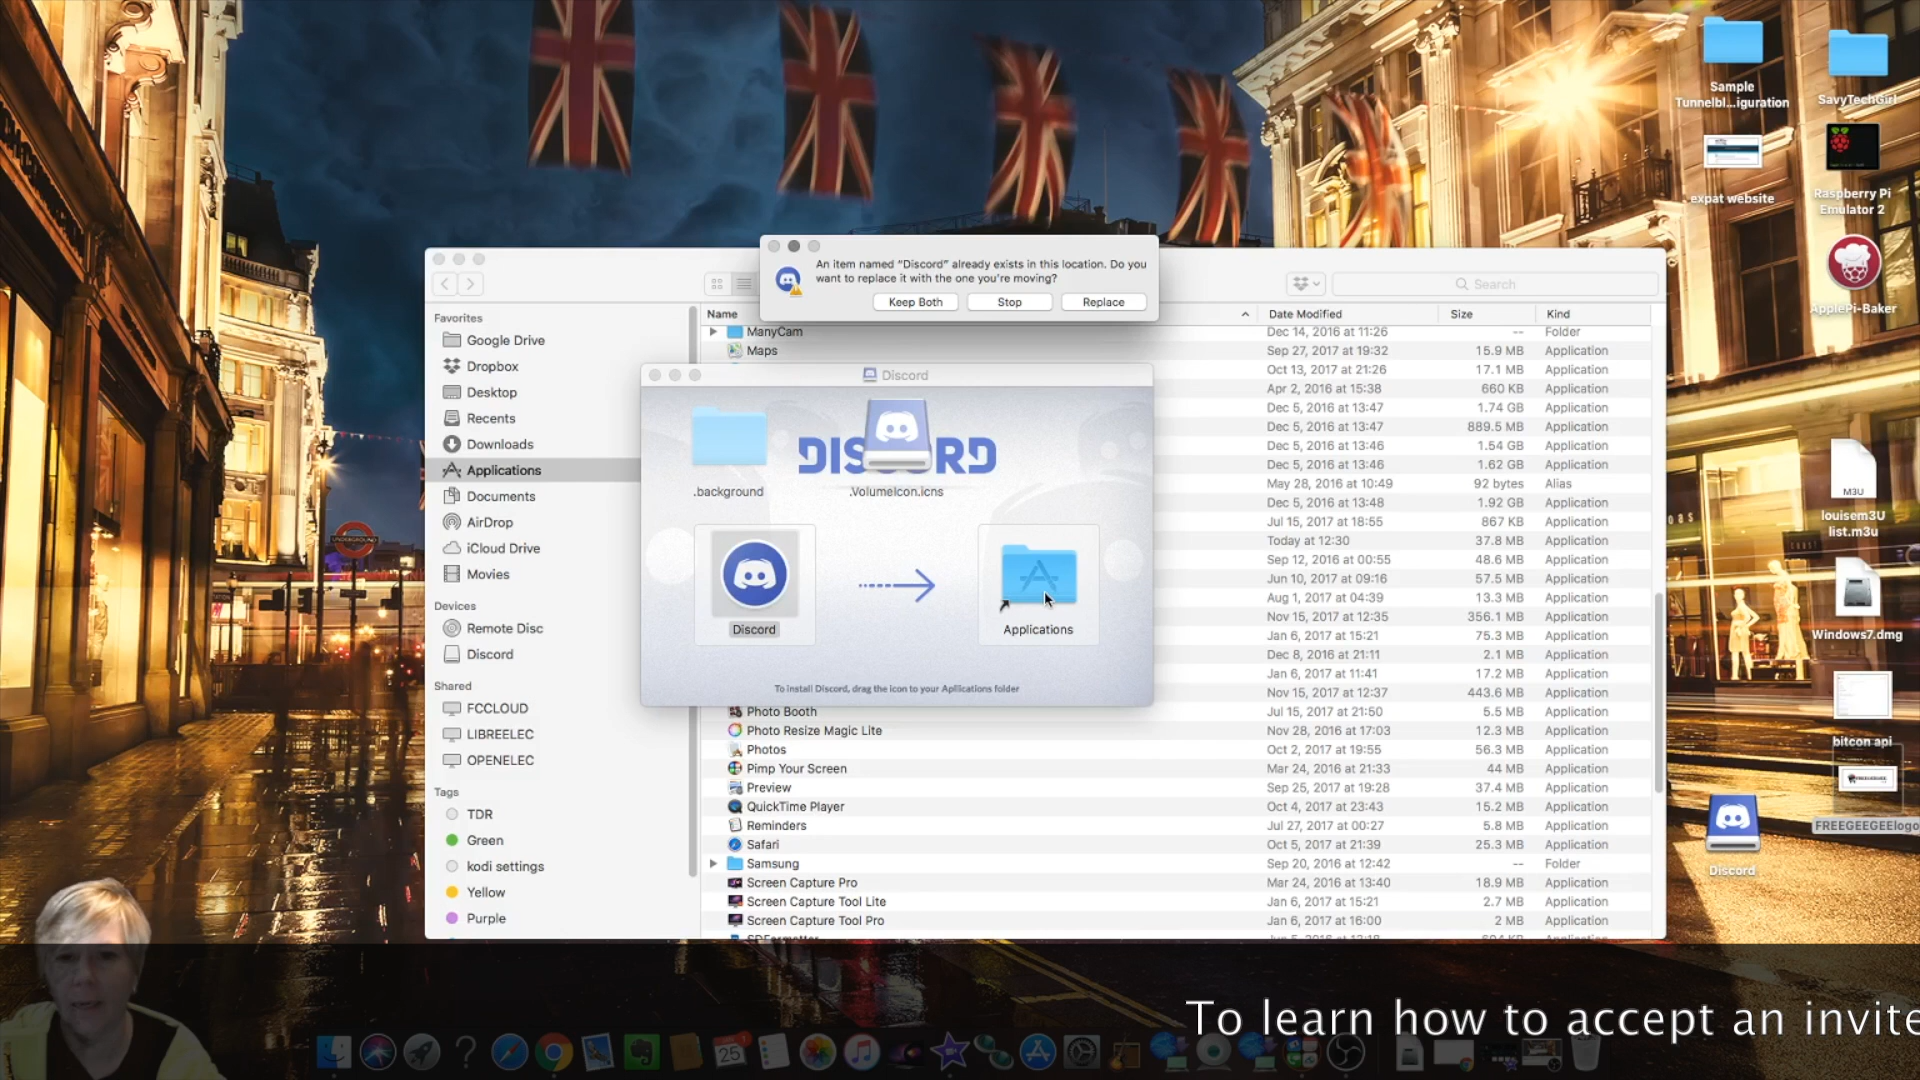 Sample
Tunnelbl...iguration
SavyTechGirl
expat website
Raspberry Pi
Emulator 2
ApplePi-Baker
M3U
louisem3U
list.m3u
Windows7.dmg
bitcon api
FREEGEEGEElogo
Discord
An item named “Discord” already exists in this location. Do you
want to replace it with the one you're moving?
Keep Both Stop Replace
Search
Favorites
Google Drive
Dropbox
Desktop
Recents
Downloads
Applications
Documents
AirDrop
iCloud Drive
Movies
Devices
Remote Disc
Discord
Shared
FCCLOUD
LIBREELEC
OPENELEC
Tags
TDR
Green
kodi settings
Yellow
Purple
Name Date Modified Size Kind
ManyCam Dec 14, 2016 at 11:26 -- Folder
Maps Sep 27, 2017 at 19:32 15.9 MB Application
Oct 13, 2017 at 21:26 17.1 MB Application
Apr 2, 2016 at 15:38 660 KB Application
Dec 5, 2016 at 13:47 1.74 GB Application
Dec 5, 2016 at 13:47 889.5 MB Application
Dec 5, 2016 at 13:46 1.54 GB Application
Dec 5, 2016 at 13:46 1.62 GB Application
May 28, 2016 at 10:49 92 bytes Alias
Dec 5, 2016 at 13:48 1.92 GB Application
Jul 15, 2017 at 18:55 867 KB Application
Today at 12:30 37.8 MB Application
Sep 12, 2016 at 00:55 48.6 MB Application
Jun 10, 2017 at 09:16 57.5 MB Application
Aug 1, 2017 at 04:39 13.3 MB Application
Nov 15, 2017 at 12:35 356.1 MB Application
Jan 6, 2017 at 15:21 75.3 MB Application
Dec 8, 2016 at 21:11 2.1 MB Application
Jan 6, 2017 at 11:41 17.2 MB Application
Nov 15, 2017 at 12:37 443.6 MB Application
Photo Booth Jul 15, 2017 at 21:50 5.5 MB Application
Photo Resize Magic Lite Nov 28, 2016 at 17:03 12.3 MB Application
Photos Oct 2, 2017 at 19:55 56.3 MB Application
Pimp Your Screen Mar 24, 2016 at 21:33 44 MB Application
Preview Sep 25, 2017 at 19:28 37.4 MB Application
QuickTime Player Oct 4, 2017 at 23:43 15.2 MB Application
Reminders Jul 27, 2017 at 00:27 5.8 MB Application
Safari Oct 5, 2017 at 21:39 25.3 MB Application
Samsung Sep 20, 2016 at 12:42 -- Folder
Screen Capture Pro Mar 24, 2016 at 13:40 18.9 MB Application
Screen Capture Tool Lite Jan 6, 2017 at 15:21 2.7 MB Application
Screen Capture Tool Pro Jan 6, 2017 at 16:00 2 MB Application
Discord
DIS RD
.background
.VolumeIcon.icns
Discord
Applications
To install Discord, drag the icon to your Applications folder
UNDERGROUND
25
To learn how to accept an invite